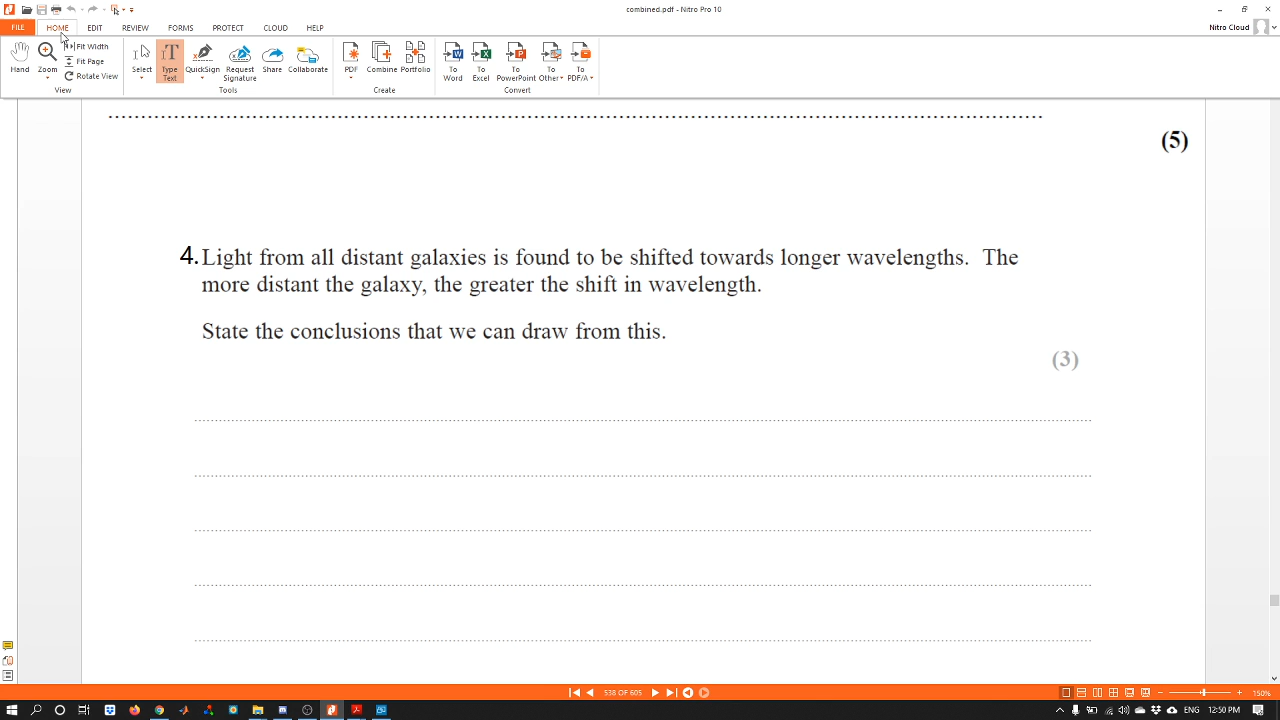 combined.pdf - Nitro Pro 10
FILE HOME EDIT REVIEW FORMS PROTECT CLOUD HELP
Nitro Cloud
Hand Zoom Fit Width Fit Page Rotate View
View
Select Type Text QuickSign Request Signature Share Collaborate
Tools
PDF Combine Portfolio
Create
To Word To Excel To PowerPoint To Other To PDF/A
Convert
(5)
4. Light from all distant galaxies is found to be shifted towards longer wavelengths. The
more distant the galaxy, the greater the shift in wavelength.
State the conclusions that we can draw from this.
(3)
538 OF 605
150%
ENG 12:50 PM